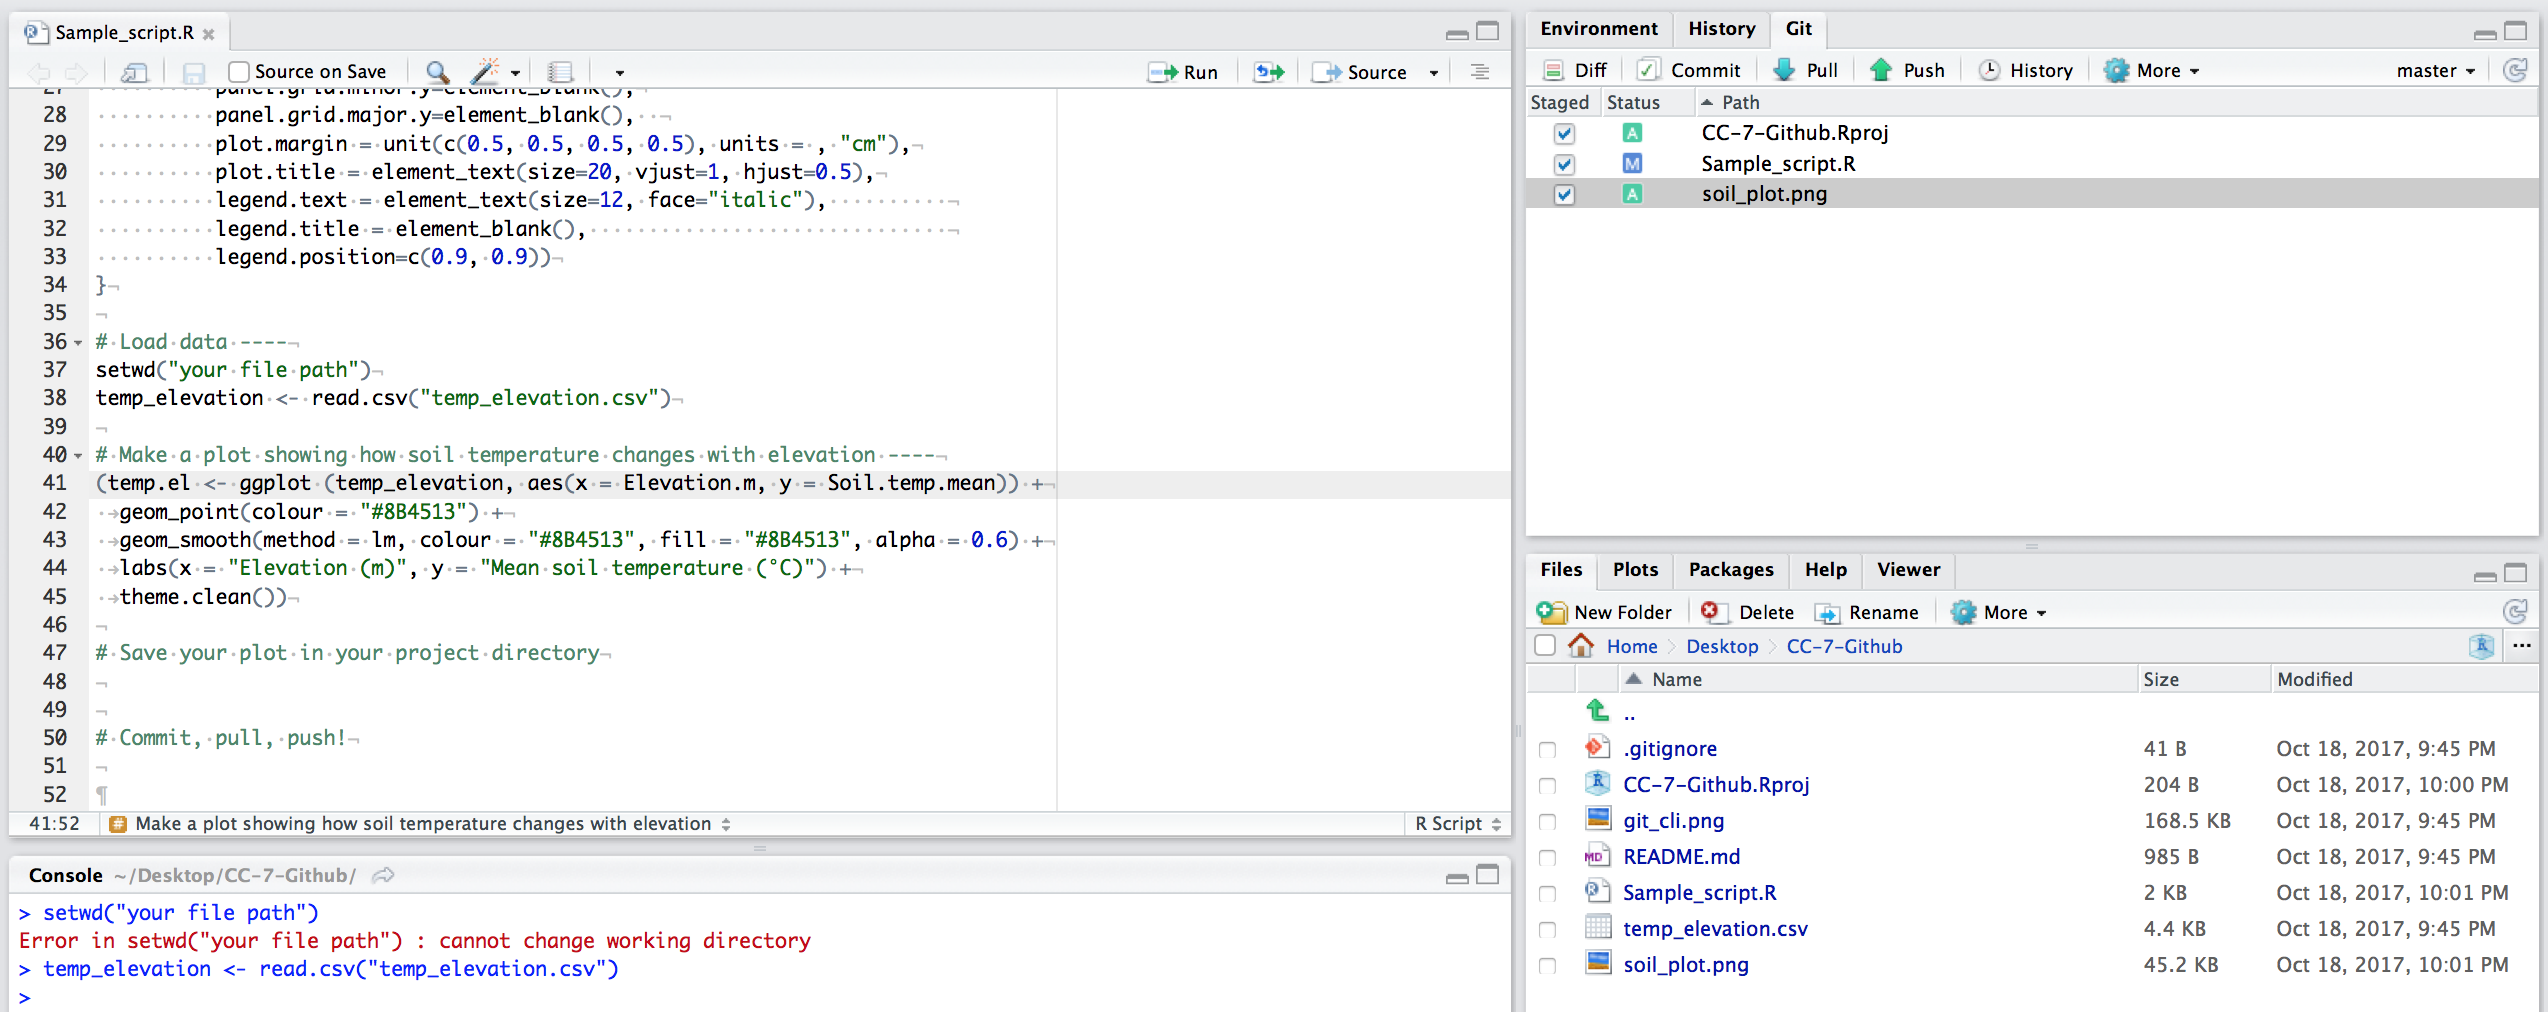 Sample_script.R
Source on Save
Run
Source
27 panel.grid.minor.y=element_blank(),
28 panel.grid.major.y=element_blank(),
29 plot.margin = unit(c(0.5, 0.5, 0.5, 0.5), units = , "cm"),
30 plot.title = element_text(size=20, vjust=1, hjust=0.5),
31 legend.text = element_text(size=12, face="italic"),
32 legend.title = element_blank(),
33 legend.position=c(0.9, 0.9))
34 }
35
36 # Load data ----
37 setwd("your file path")
38 temp_elevation <- read.csv("temp_elevation.csv")
39
40 # Make a plot showing how soil temperature changes with elevation ----
41 (temp.el <- ggplot (temp_elevation, aes(x = Elevation.m, y = Soil.temp.mean)) +
42 geom_point(colour = "#8B4513") +
43 geom_smooth(method = lm, colour = "#8B4513", fill = "#8B4513", alpha = 0.6) +
44 labs(x = "Elevation (m)", y = "Mean soil temperature (°C)") +
45 theme.clean())
46
47 # Save your plot in your project directory
48
49
50 # Commit, pull, push!
51
52
41:52 # Make a plot showing how soil temperature changes with elevation R Script
Console ~/Desktop/CC-7-Github/
> setwd("your file path")
Error in setwd("your file path") : cannot change working directory
> temp_elevation <- read.csv("temp_elevation.csv")
>
Environment History Git
Diff Commit Pull Push History More master
Staged Status Path
A CC-7-Github.Rproj
M Sample_script.R
A soil_plot.png
Files Plots Packages Help Viewer
New Folder Delete Rename More
Home Desktop CC-7-Github R ...
Name Size Modified
..
.gitignore 41 B Oct 18, 2017, 9:45 PM
CC-7-Github.Rproj 204 B Oct 18, 2017, 10:00 PM
git_cli.png 168.5 KB Oct 18, 2017, 9:45 PM
MD README.md 985 B Oct 18, 2017, 9:45 PM
Sample_script.R 2 KB Oct 18, 2017, 10:01 PM
temp_elevation.csv 4.4 KB Oct 18, 2017, 9:45 PM
soil_plot.png 45.2 KB Oct 18, 2017, 10:01 PM